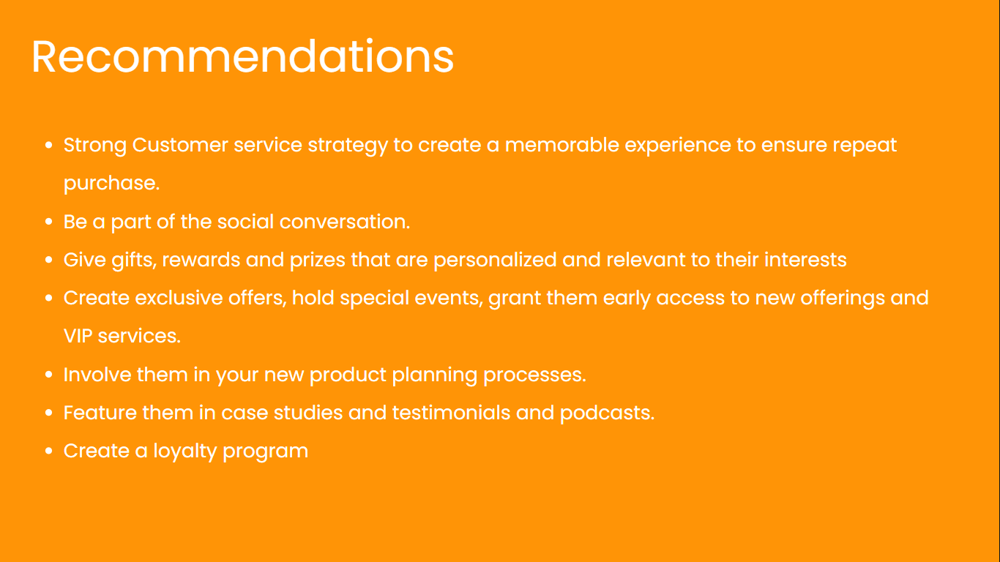 Recommendations
• Strong Customer service strategy to create a memorable experience to ensure repeat
purchase.
• Be a part of the social conversation.
• Give gifts, rewards and prizes that are personalized and relevant to their interests
• Create exclusive offers, hold special events, grant them early access to new offerings and
VIP services.
• Involve them in your new product planning processes.
• Feature them in case studies and testimonials and podcasts.
• Create a loyalty program